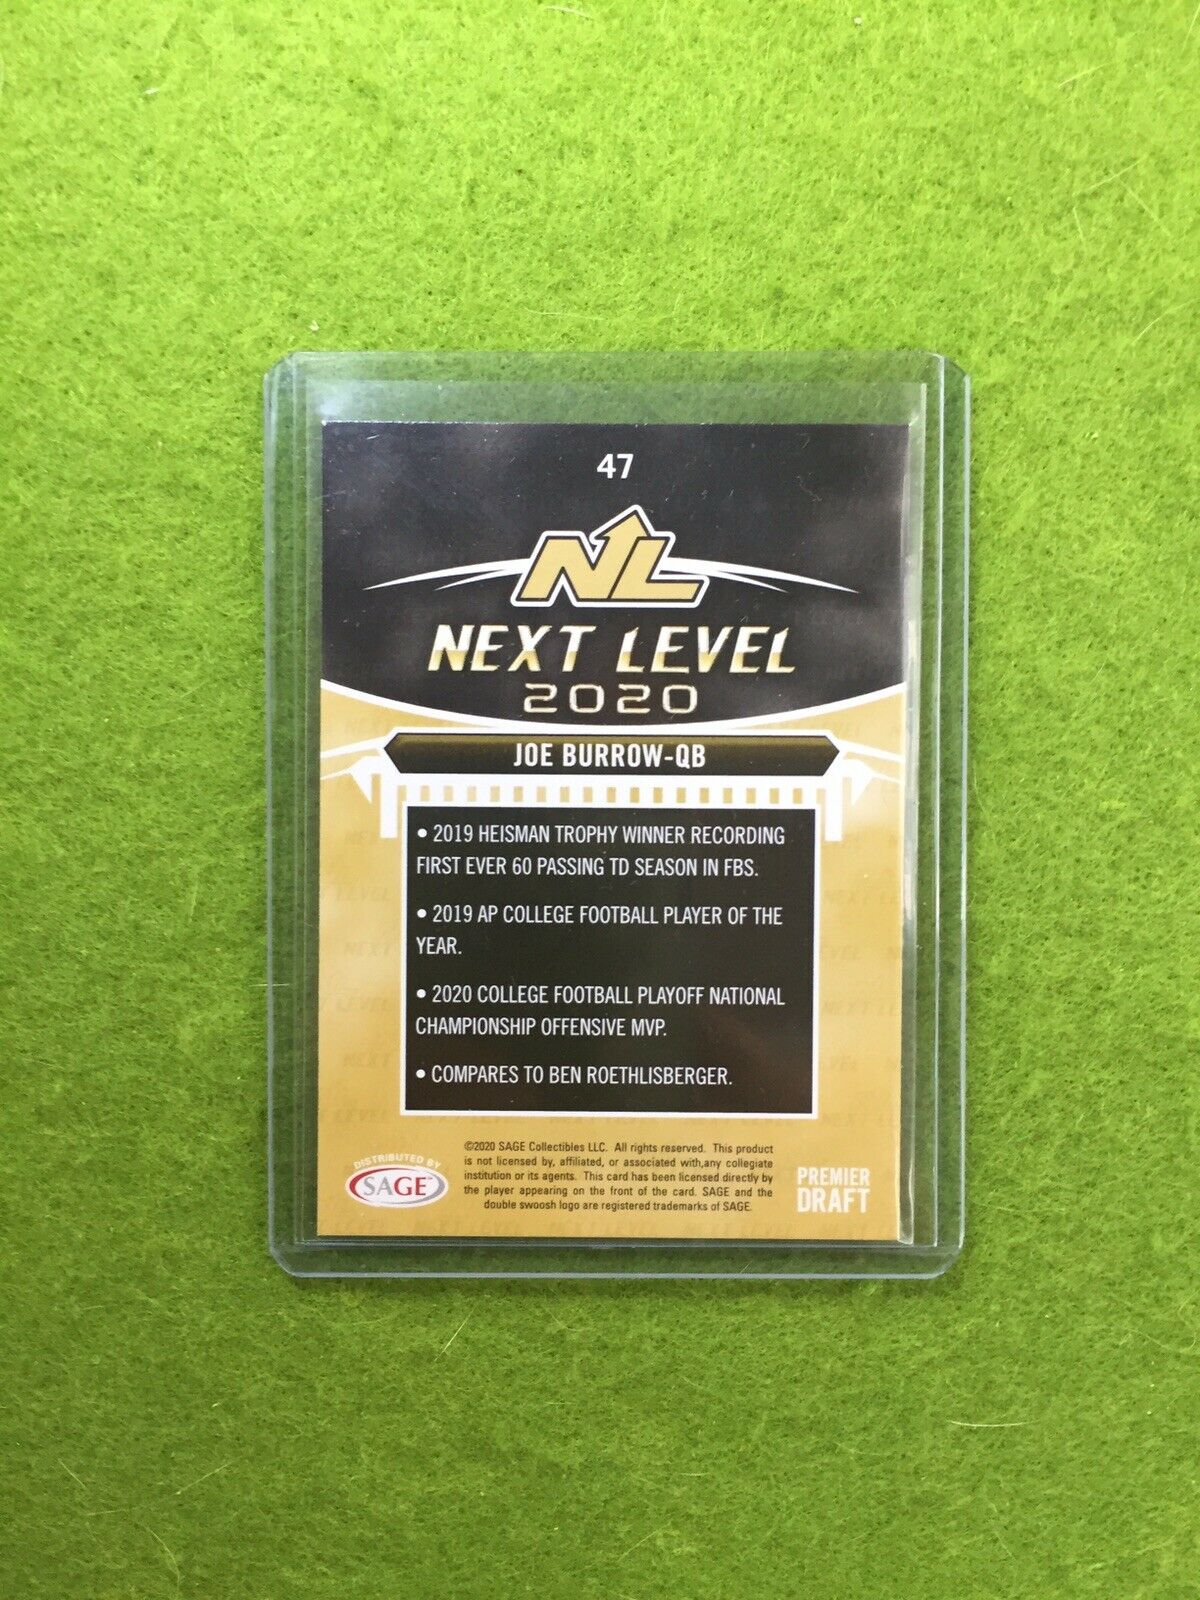 47
NL
NEXT LEVEL
2020
JOE BURROW-QB
• 2019 HEISMAN TROPHY WINNER RECORDING
FIRST EVER 60 PASSING TD SEASON IN FBS.
• 2019 AP COLLEGE FOOTBALL PLAYER OF THE
YEAR.
• 2020 COLLEGE FOOTBALL PLAYOFF NATIONAL
CHAMPIONSHIP OFFENSIVE MVP.
• COMPARES TO BEN ROETHLISBERGER.
DISTRIBUTED BY
SAGE™
©2020 SAGE Collectibles LLC. All rights reserved. This product
is not licensed by, affiliated, or associated with,any collegiate
institution or its agents. This card has been licensed directly by
the player appearing on the front of the card. SAGE and the
double swoosh logo are registered trademarks of SAGE.
PREMIER
DRAFT